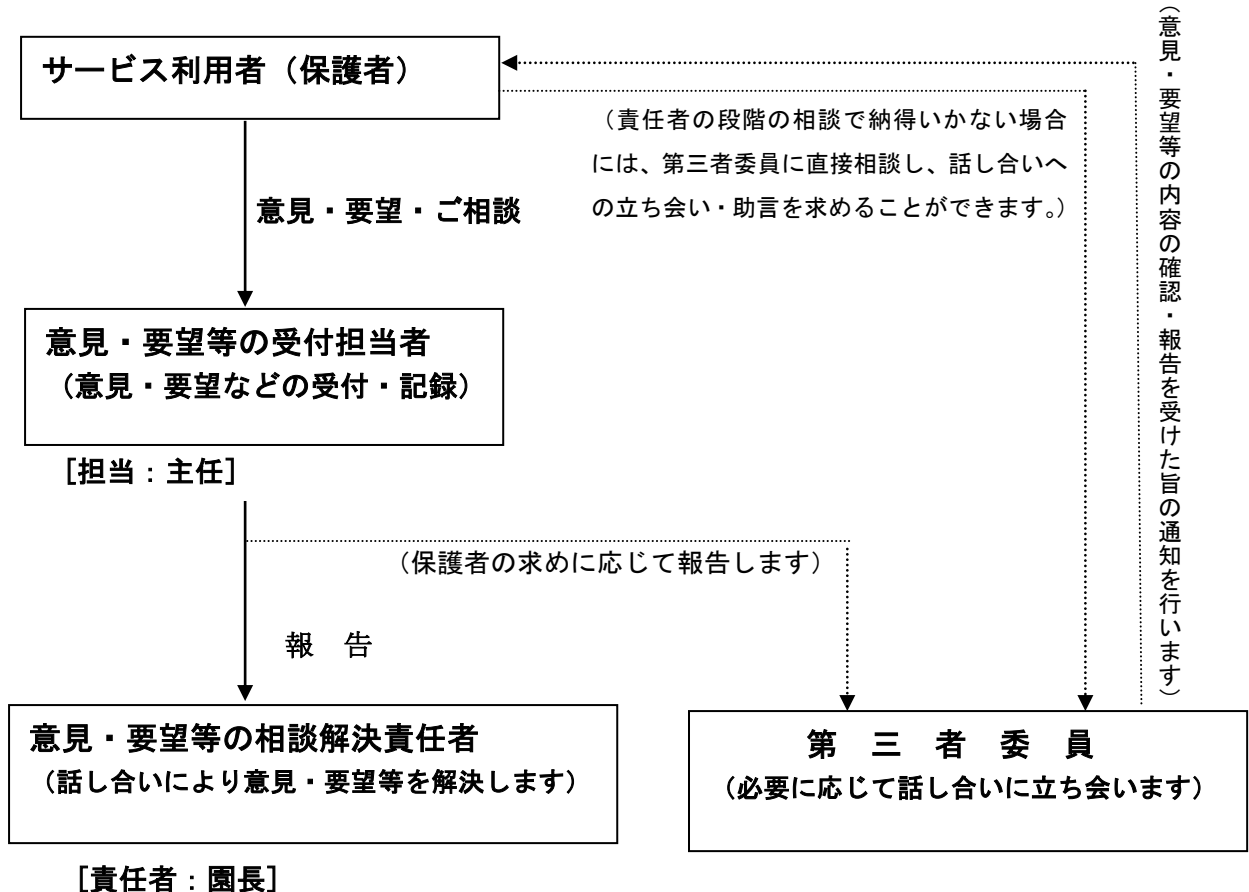 サービス利用者（保護者）
（責任者の段階の相談で納得いかない場合
には、第三者委員に直接相談し、話し合いへ
の立ち会い・助言を求めることができます。）
（意見・要望等の内容の確認・報告を受けた旨の通知を行います）
意見・要望・ご相談
意見・要望等の受付担当者
（意見・要望などの受付・記録）
［担当：主任］
（保護者の求めに応じて報告します）
報　告
意見・要望等の相談解決責任者
（話し合いにより意見・要望等を解決します）
［責任者：園長］
第　三　者　委　員
（必要に応じて話し合いに立ち会います）